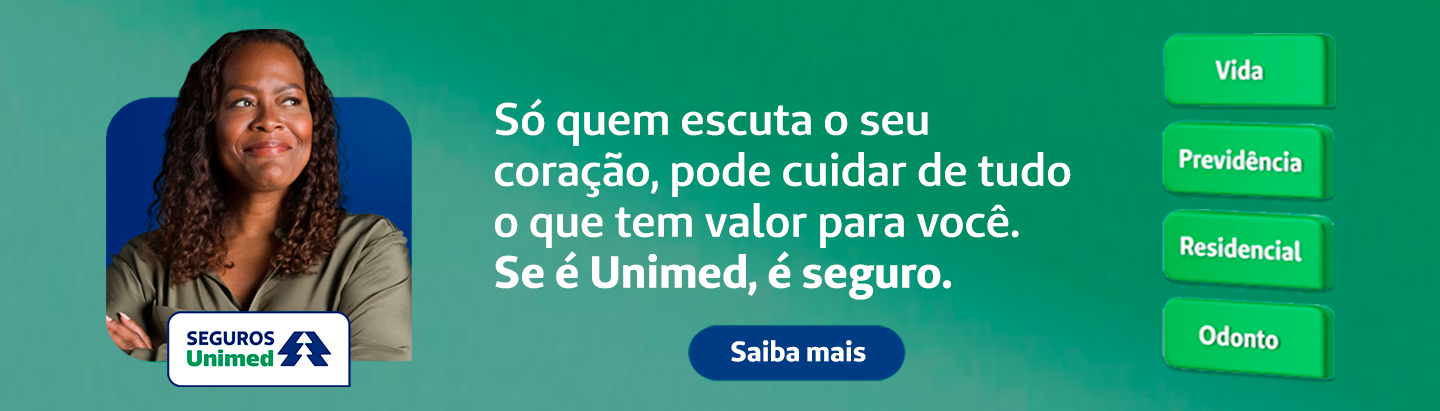 Só quem escuta o seu
coração, pode cuidar de tudo
o que tem valor para você.
Se é Unimed, é seguro.
Saiba mais
SEGUROS
Unimed
Vida
Previdência
Residencial
Odonto